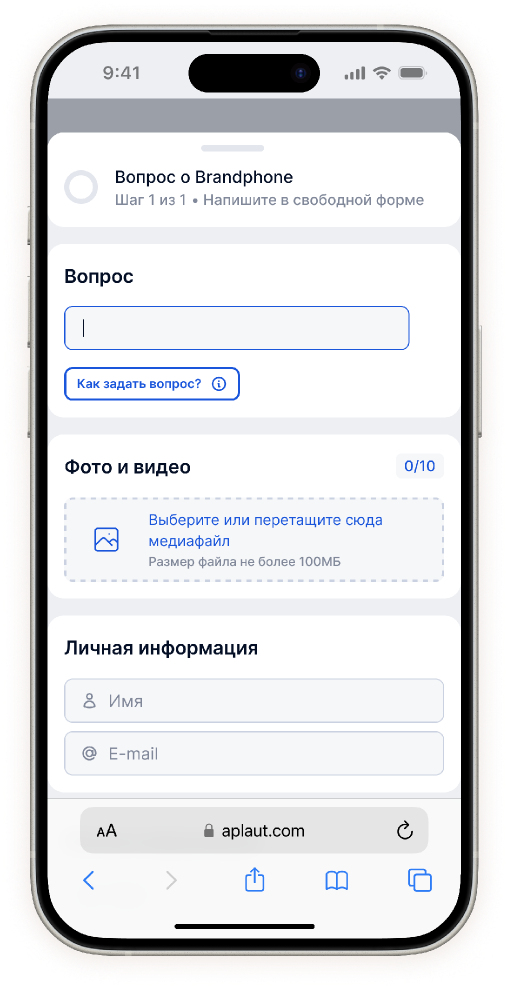 9:41
Вопрос о Brandphone
Шаг 1 из 1 • Напишите в свободной форме
Вопрос
Как задать вопрос?
Фото и видео
0/10
Выберите или перетащите сюда
медиафайл
Размер файла не более 100МБ
Личная информация
Имя
E-mail
AA
aplaut.com